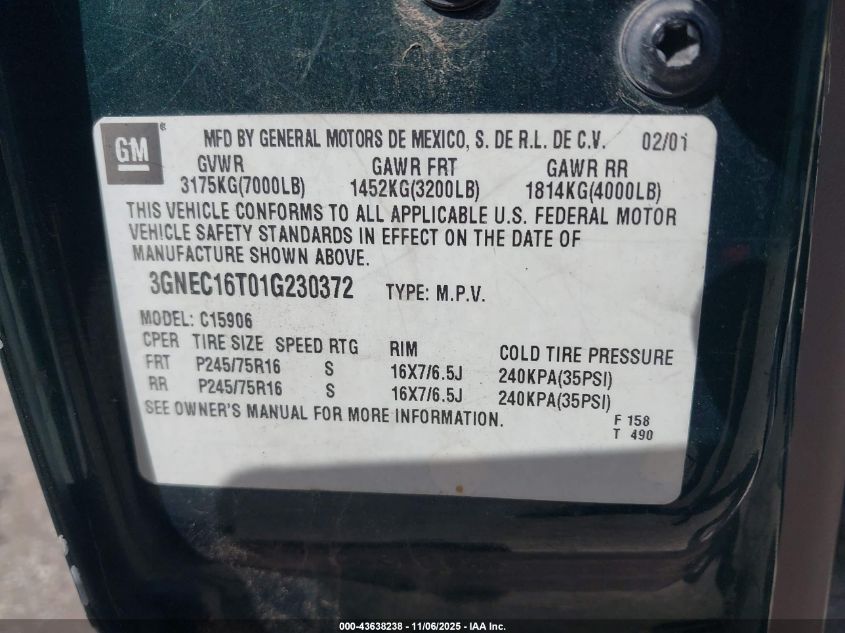 GM ® MFD BY GENERAL MOTORS DE MEXICO, S. DE R.L. DE C.V. 02/01
GVWR GAWR FRT GAWR RR
3175KG(7000LB) 1452KG(3200LB) 1814KG(4000LB)
THIS VEHICLE CONFORMS TO ALL APPLICABLE U.S. FEDERAL MOTOR
VEHICLE SAFETY STANDARDS IN EFFECT ON THE DATE OF
MANUFACTURE SHOWN ABOVE.
3GNEC16T01G230372 TYPE: M.P.V.
MODEL: C15906
CPER TIRE SIZE SPEED RTG RIM COLD TIRE PRESSURE
FRT P245/75R16 S 16X7/6.5J 240KPA(35PSI)
RR P245/75R16 S 16X7/6.5J 240KPA(35PSI)
SEE OWNER'S MANUAL FOR MORE INFORMATION.
F 158
T 490
000-43638238 - 11/06/2025 - IAA Inc.